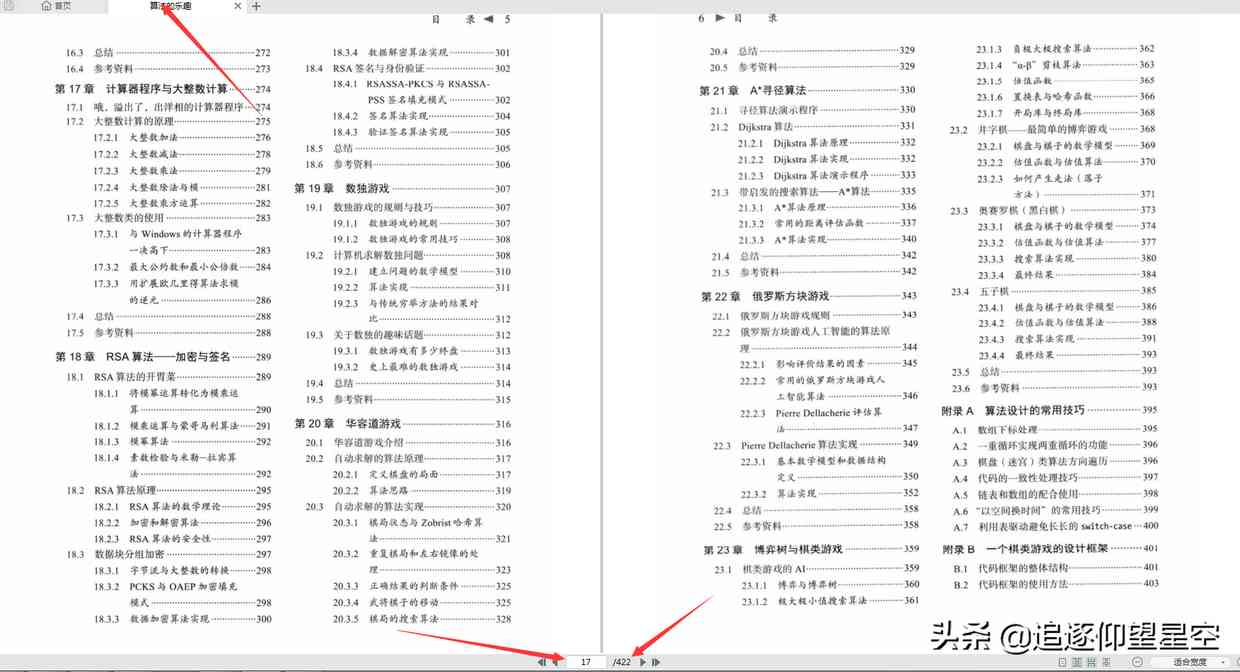 首页
算法的乐趣
目 录 5
16.3 总结 272
16.4 参考资料 273
第 17 章 计算器程序与大整数计算 274
17.1 哦，溢出了，出洋相的计算器程序 274
17.2 大整数计算的原理 275
17.2.1 大整数加法 276
17.2.2 大整数减法 278
17.2.3 大整数乘法 279
17.2.4 大整数除法与模 281
17.2.5 大整数乘方运算 282
17.3 大整数类的使用 283
17.3.1 与 Windows 的计算器程序
一决高下 283
17.3.2 最大公约数和最小公倍数 284
17.3.3 用扩展欧几里得算法求模
的逆元 286
17.4 总结 288
17.5 参考资料 288
第 18 章 RSA 算法——加密与签名 289
18.1 RSA 算法的开胃菜 289
18.1.1 将模幂运算转化为模乘运
算 290
18.1.2 模乘运算与蒙哥马利算法 291
18.1.3 模幂算法 292
18.1.4 素数检验与米勒-拉宾算
法 292
18.2 RSA 算法原理 295
18.2.1 RSA 算法的数学理论 295
18.2.2 加密和解密算法 296
18.2.3 RSA 算法的安全性 297
18.3 数据块分组加密 297
18.3.1 字节流与大整数的转换 298
18.3.2 PCKS 与 OAEP 加密填充
模式 298
18.3.3 数据加密算法实现 300
18.3.4 数据解密算法实现 301
18.4 RSA 签名与身份验证 302
18.4.1 RSASSA-PKCS 与 RSASSA-
PSS 签名填充模式 302
18.4.2 签名算法实现 304
18.4.3 验证签名算法实现 305
18.5 总结 305
18.6 参考资料 306
第 19 章 数独游戏 307
19.1 数独游戏的规则与技巧 307
19.1.1 数独游戏的规则 307
19.1.2 数独游戏的常用技巧 308
19.2 计算机求解数独问题 308
19.2.1 建立问题的数学模型 310
19.2.2 算法实现 311
19.2.3 与传统穷举方法的结果对
比 312
19.3 关于数独的趣味话题 312
19.3.1 数独游戏有多少终盘 313
19.3.2 史上最难的数独游戏 314
19.4 总结 314
19.5 参考资料 315
第 20 章 华容道游戏 316
20.1 华容道游戏介绍 316
20.2 自动求解的算法原理 317
20.2.1 定义棋盘的局面 317
20.2.2 算法思路 319
20.3 自动求解的算法实现 320
20.3.1 棋局状态与 Zobrist 哈希算
法 321
20.3.2 重复棋局和左右镜像的处
理 323
20.3.3 正确结果的判断条件 325
20.3.4 武将棋子的移动 325
20.3.5 棋局的搜索算法 328
6 目 录
20.4 总结 329
20.5 参考资料 329
第 21 章 A*寻径算法 330
21.1 寻径算法演示程序 330
21.2 Dijkstra 算法 331
21.2.1 Dijkstra 算法原理 332
21.2.2 Dijkstra 算法实现 332
21.2.3 Dijkstra 算法演示程序 333
21.3 带启发的搜索算法——A*算法 335
21.3.1 A*算法原理 336
21.3.2 常用的距离评估函数 337
21.3.3 A*算法实现 340
21.4 总结 342
21.5 参考资料 342
第 22 章 俄罗斯方块游戏 343
22.1 俄罗斯方块游戏规则 343
22.2 俄罗斯方块游戏人工智能的算法原
理 344
22.2.1 影响评价结果的因素 345
22.2.2 常用的俄罗斯方块游戏人
工智能算法 346
22.2.3 Pierre Dellacherie 评估算
法 347
22.3 Pierre Dellacherie 算法实现 349
22.3.1 基本数学模型和数据结构
定义 350
22.3.2 算法实现 352
22.4 总结 358
22.5 参考资料 358
第 23 章 博弈树与棋类游戏 359
23.1 棋类游戏的 AI 359
23.1.1 博弈与博弈树 360
23.1.2 极大极小值搜索算法 361
23.1.3 负极大极搜索算法 362
23.1.4 “α-β”剪枝算法 363
23.1.5 估值函数 365
23.1.6 置换表与哈希函数 366
23.1.7 开局库与终局库 368
23.2 井字棋——最简单的博弈游戏 368
23.2.1 棋盘与棋子的数学模型 369
23.2.2 估值函数与估值算法 370
23.2.3 如何产生走法（落子
方法） 371
23.3 奥赛罗棋（黑白棋） 373
23.3.1 棋盘与棋子的数学模型 374
23.3.2 估值函数与估值算法 377
23.3.3 搜索算法实现 380
23.3.4 最终结果 384
23.4 五子棋 385
23.4.1 棋盘与棋子的数学模型 386
23.4.2 估值函数与估值算法 388
23.4.3 搜索算法实现 391
23.4.4 最终结果 393
23.5 总结 393
23.6 参考资料 393
附录 A 算法设计的常用技巧 395
A.1 数组下标处理 395
A.2 一重循环实现两重循环的功能 396
A.3 棋盘（迷宫）类算法方向遍历 396
A.4 代码的一致性处理技巧 397
A.5 链表和数组的配合使用 398
A.6 “以空间换时间”的常用技巧 399
A.7 利用表驱动避免长长的 switch-case 400
附录 B 一个棋类游戏的设计框架 401
B.1 代码框架的整体结构 401
B.2 代码框架的使用方法 403
头条 @追逐仰望星空
17 /422
适合宽度